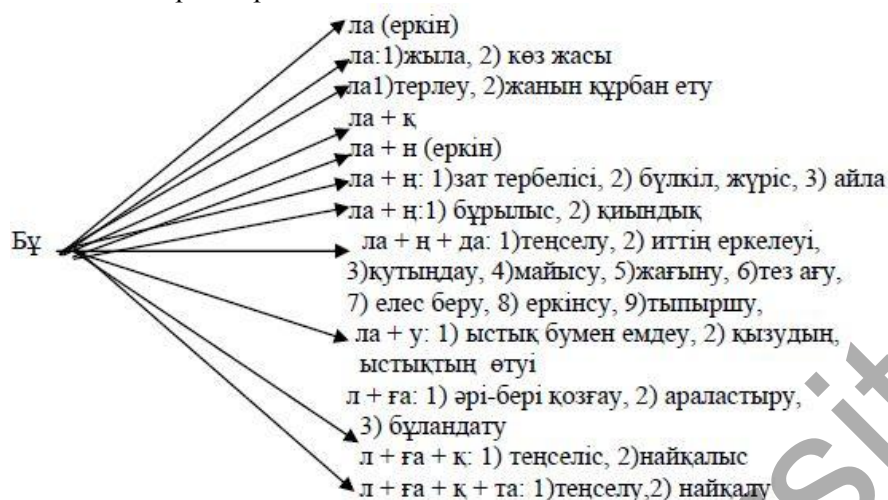 ла (еркін)
ла:1)жыла, 2) көз жасы
ла1)терлеу, 2)жанын құрбан ету
ла + қ
ла + н (еркін)
ла + ң: 1)зат тербелісі, 2) бүлкіл, жүріс, 3) айла
ла + ң:1) бұрылыс, 2) қиындық
Бұ
ла + ң + да: 1)теңселу, 2) иттің еркелеуі,
3)құтыңдау, 4)майысу, 5)жағыну, 6)тез ағу,
7) елес беру, 8) еркінсу, 9)тыпыршу,
ла + у: 1) ыстық бумен емдеу, 2) қызудың,
ыстықтың өтуі
л + ға: 1) әрі-бері қозғау, 2) араластыру,
3) бұландату
л + ға + қ: 1) теңселіс, 2)найқалыс
л + ға + қ + та: 1)теңселу,2) найқалу